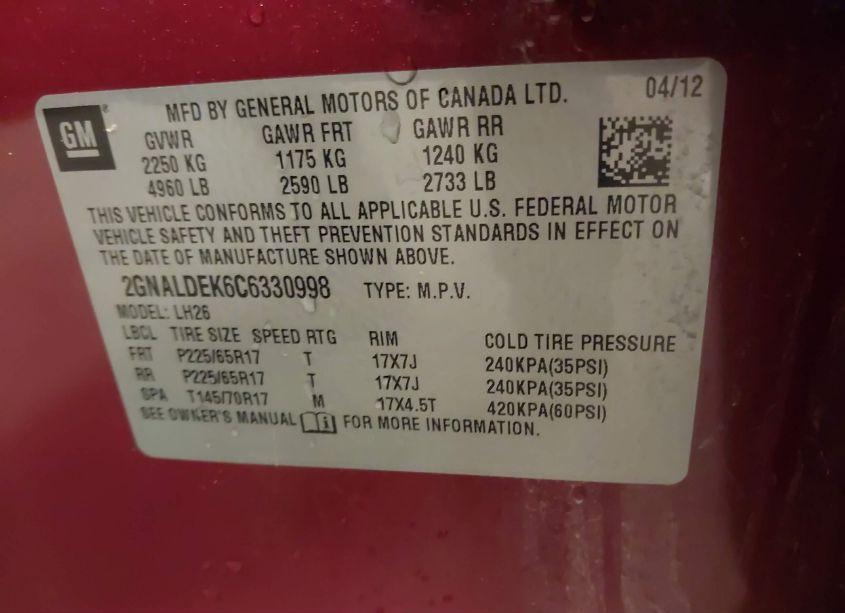 GM
MFD BY GENERAL MOTORS OF CANADA LTD. 04/12
GVWR GAWR FRT GAWR RR
2250 KG 1175 KG 1240 KG
4960 LB 2590 LB 2733 LB
THIS VEHICLE CONFORMS TO ALL APPLICABLE U.S. FEDERAL MOTOR
VEHICLE SAFETY AND THEFT PREVENTION STANDARDS IN EFFECT ON
THE DATE OF MANUFACTURE SHOWN ABOVE.
2GNALDEK6C6330998 TYPE: M.P.V.
MODEL: LH26
LBCL TIRE SIZE SPEED RTG RIM COLD TIRE PRESSURE
FRT P225/65R17 T 17X7J 240KPA(35PSI)
RR P225/65R17 T 17X7J 240KPA(35PSI)
SPA T145/70R17 M 17X4.5T 420KPA(60PSI)
SEE OWNER'S MANUAL FOR MORE INFORMATION.